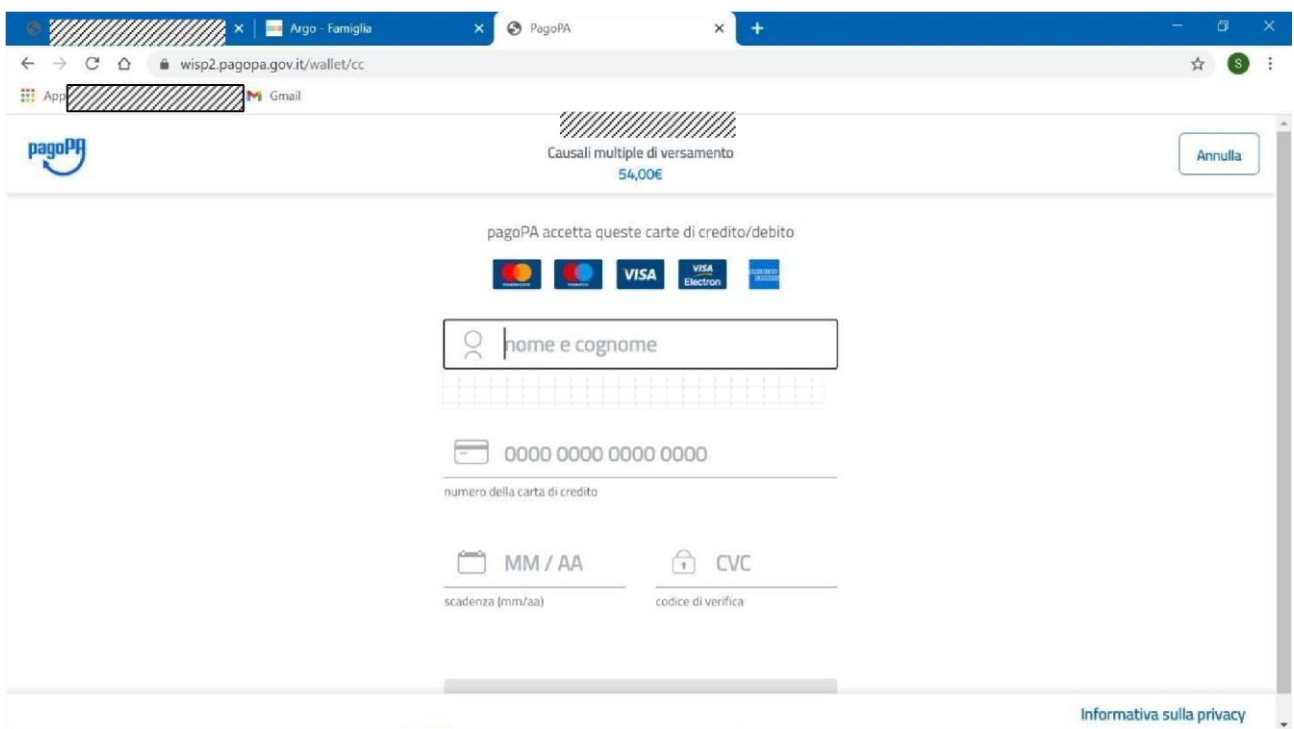 Argo - Famiglia
PagoPA
wisp2.pagopa.gov.it/wallet/cc
S
App
Gmail
pagoPA
Causali multiple di versamento
54,00€
Annulla
pagoPA accetta queste carte di credito/debito
VISA
VISA
Electron
nome e cognome
0000 0000 0000 0000
numero della carta di credito
MM / AA
CVC
scadenza (mm/aa)
codice di verifica
Informativa sulla privacy